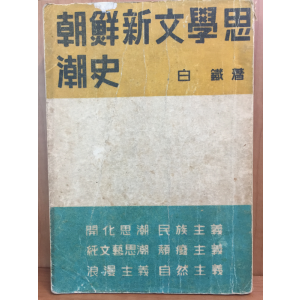 朝鮮新文學思
潮史
白鐵著
開化思潮 民族主義
純文藝思潮 頹廢主義
浪漫主義 自然主義